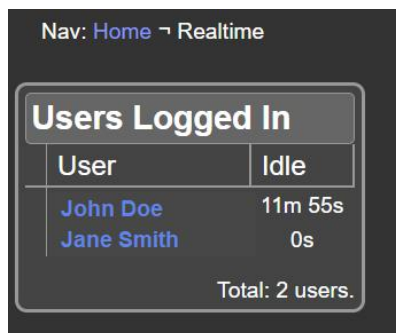 Nav: Home ¬ Realtime
Users Logged In
User Idle
John Doe 11m 55s
Jane Smith 0s
Total: 2 users.